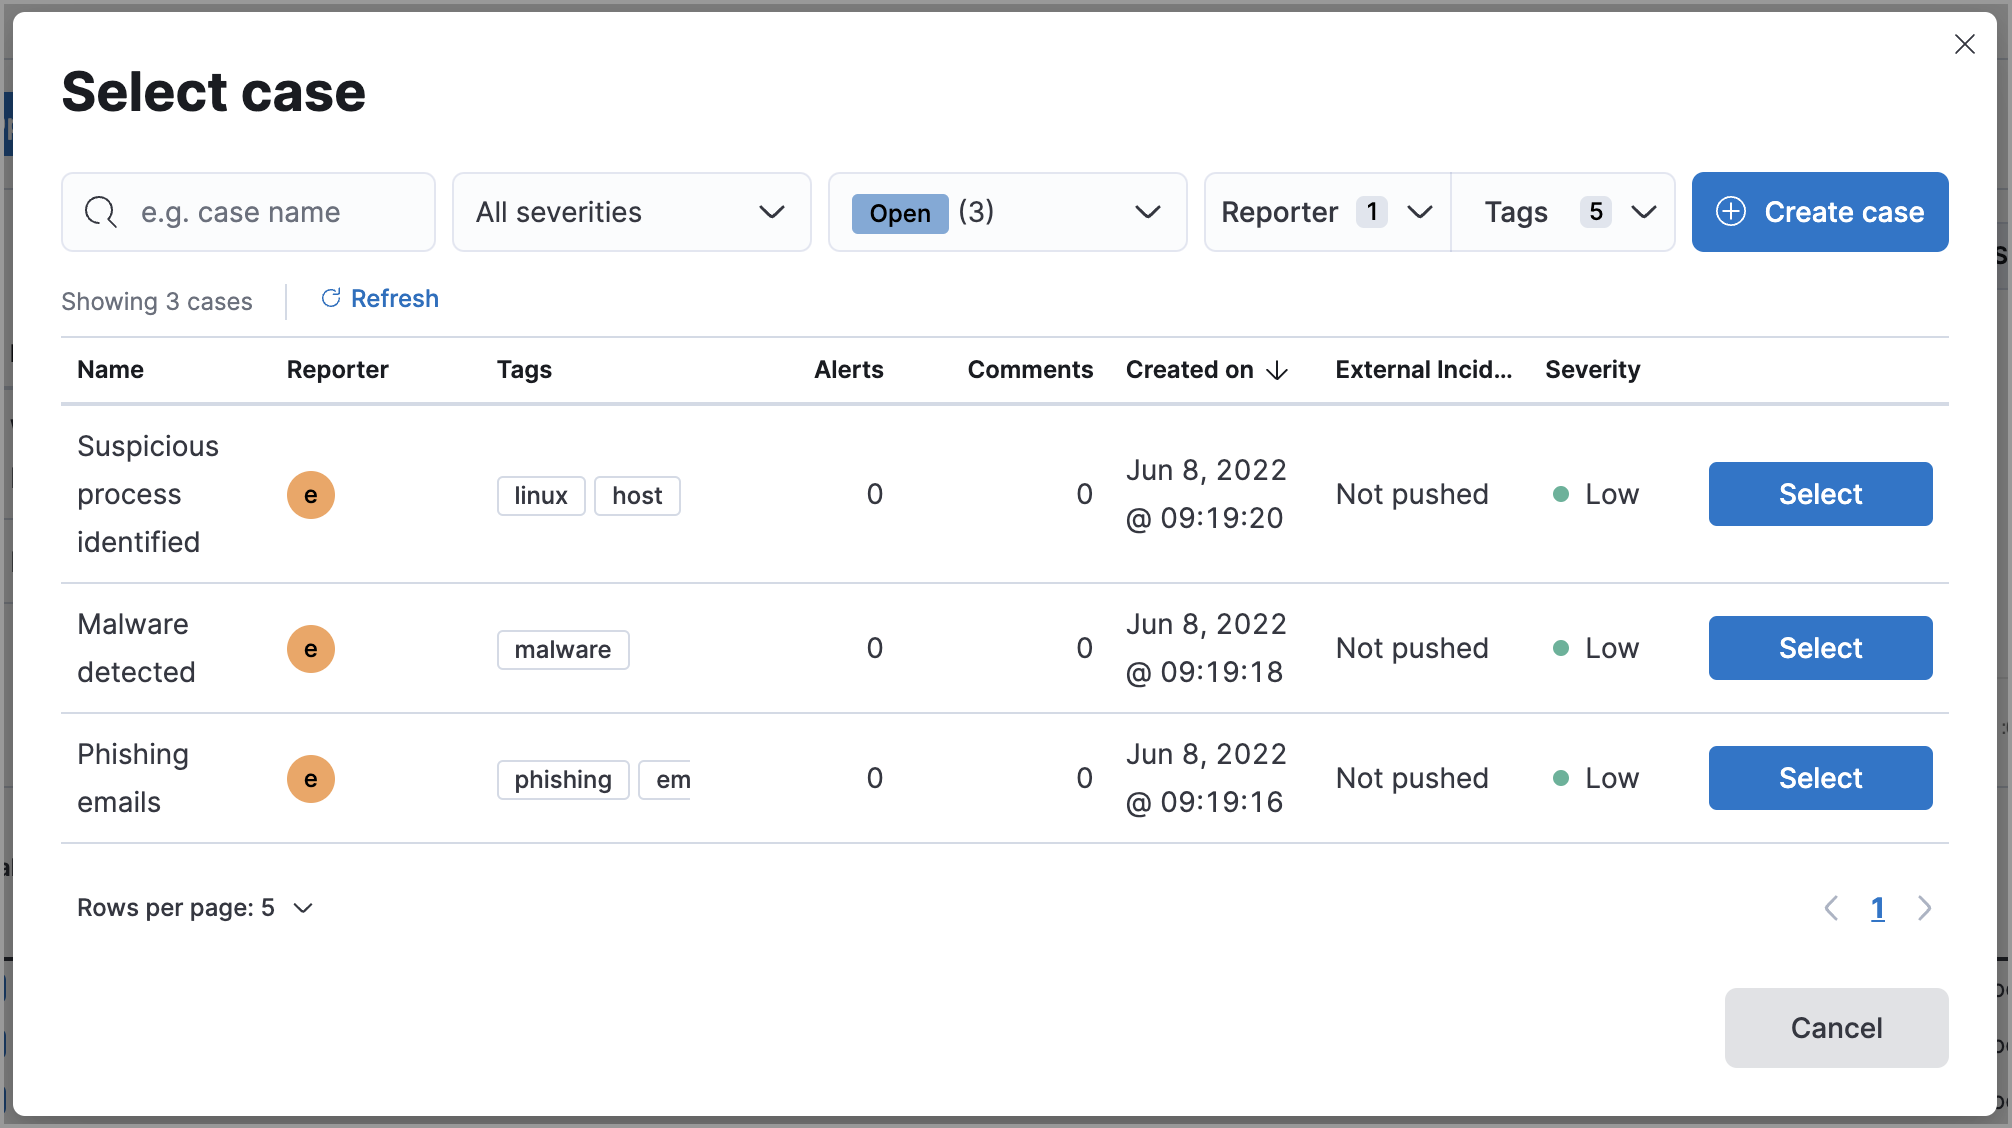 Select case
e.g. case name All severities Open (3) Reporter 1 Tags 5 Create case
Showing 3 cases Refresh
Name Reporter Tags Alerts Comments Created on External Incid... Severity
Suspicious
process
identified
e linux host 0 0 Jun 8, 2022
@ 09:19:20
Not pushed Low Select
Malware
detected
e malware 0 0 Jun 8, 2022
@ 09:19:18
Not pushed Low Select
Phishing
emails
e phishing em 0 0 Jun 8, 2022
@ 09:19:16
Not pushed Low Select
Rows per page: 5 1
Cancel